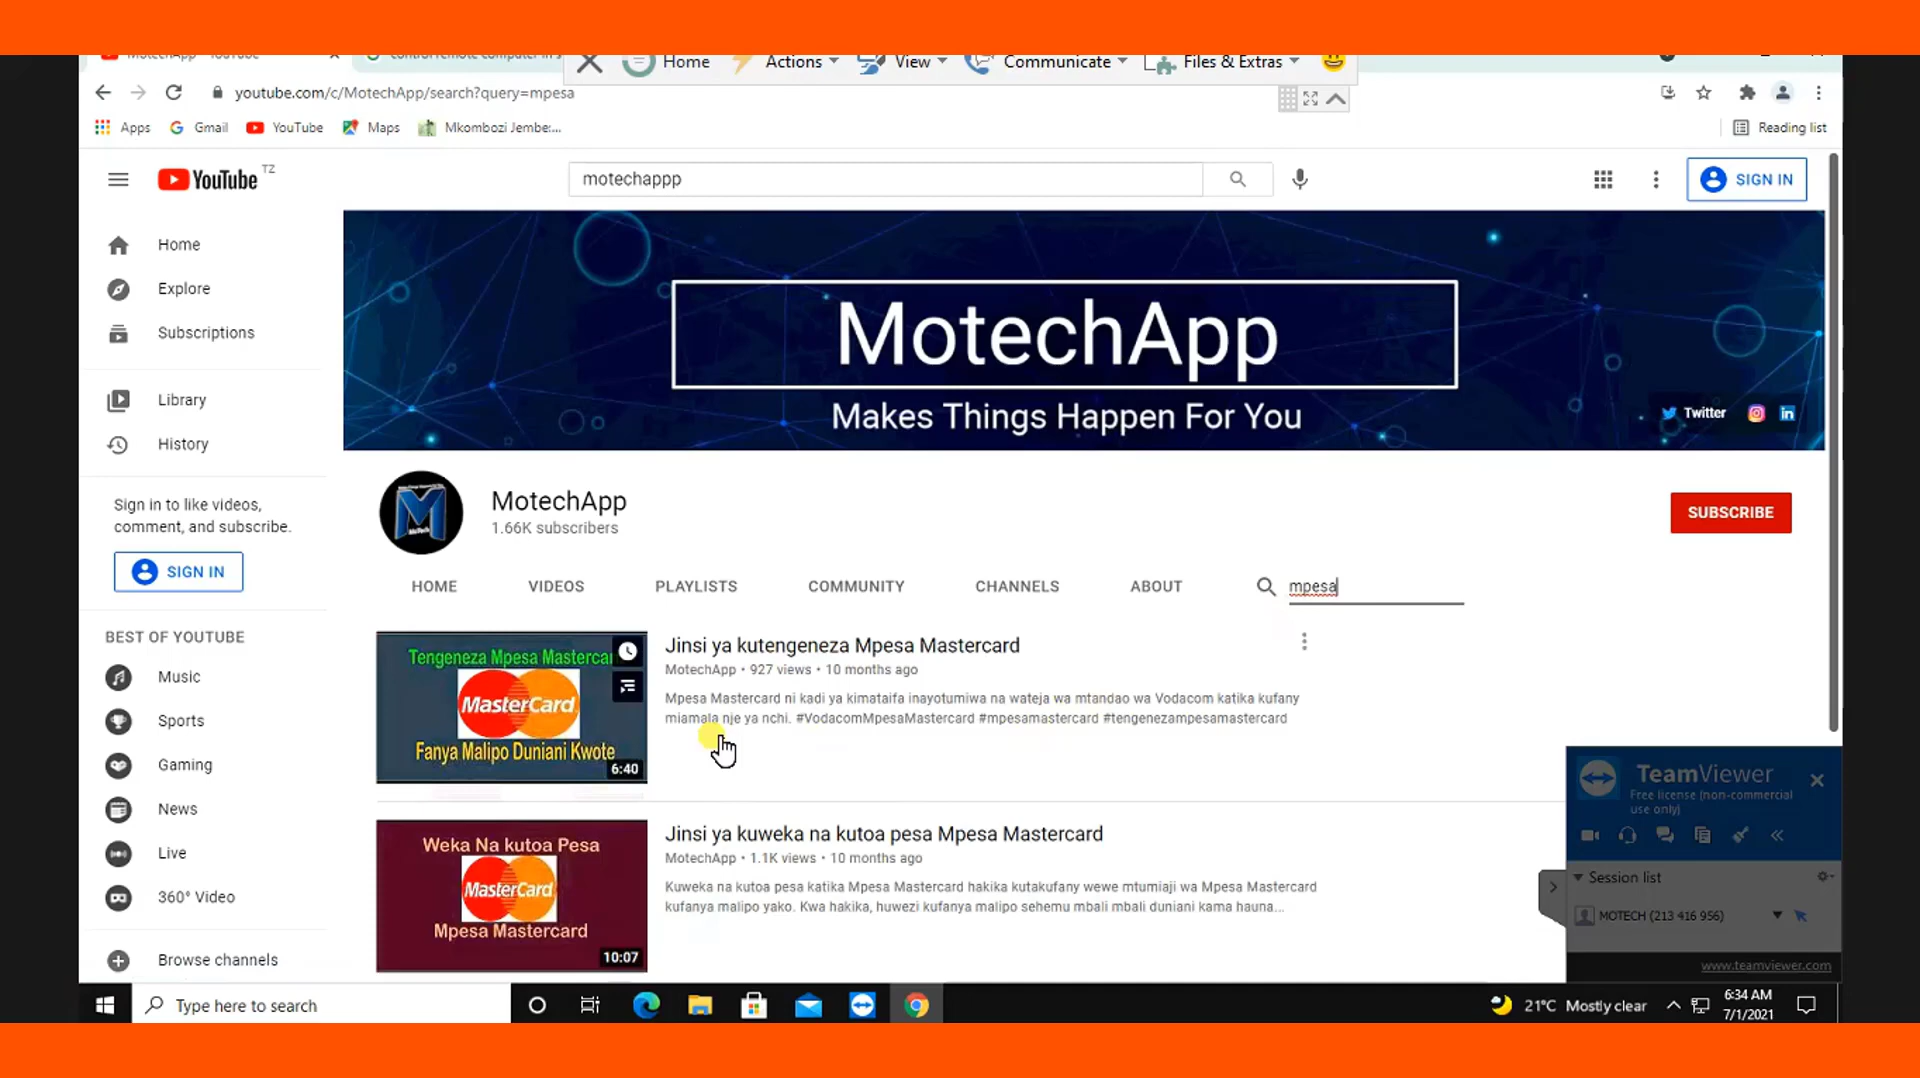 MotechApp - YouTube
control remote computer in s
Home
Actions
View
Communicate
Files & Extras
youtube.com/c/MotechApp/search?query=mpesa
Apps
Gmail
YouTube
Maps
Mkombozi Jembe:...
Reading list
YouTube TZ
motechappp
SIGN IN
Home
Explore
Subscriptions
Library
History
Sign in to like videos,
comment, and subscribe.
SIGN IN
BEST OF YOUTUBE
Music
Sports
Gaming
News
Live
360° Video
Browse channels
MotechApp
Makes Things Happen For You
Twitter
MotechApp
1.66K subscribers
SUBSCRIBE
HOME
VIDEOS
PLAYLISTS
COMMUNITY
CHANNELS
ABOUT
mpesa
Tengeneza Mpesa Mastercar
MasterCard
Fanya Malipo Duniani Kwote
6:40
Jinsi ya kutengeneza Mpesa Mastercard
MotechApp • 927 views • 10 months ago
Mpesa Mastercard ni kadi ya kimataifa inayotumiwa na wateja wa mtandao wa Vodacom katika kufany
miamala nje ya nchi. #VodacomMpesaMastercard #mpesamastercard #tengenezampesamastercard
Weka Na kutoa Pesa
MasterCard
Mpesa Mastercard
10:07
Jinsi ya kuweka na kutoa pesa Mpesa Mastercard
MotechApp • 1.1K views • 10 months ago
Kuweka na kutoa pesa katika Mpesa Mastercard hakika kutakufany wewe mtumiaji wa Mpesa Mastercard
kufanya malipo yako. Kwa hakika, huwezi kufanya malipo sehemu mbali mbali duniani kama hauna...
TeamViewer
Free license (non-commercial
use only)
Session list
MOTECH (213 416 956)
www.teamviewer.com
Type here to search
21°C Mostly clear
6:34 AM
7/1/2021